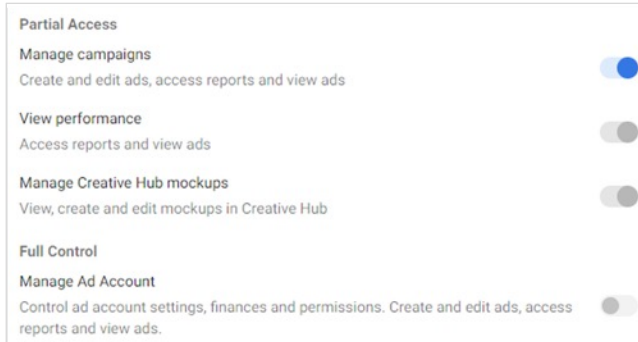 Partial Access
Manage campaigns
Create and edit ads, access reports and view ads
View performance
Access reports and view ads
Manage Creative Hub mockups
View, create and edit mockups in Creative Hub
Full Control
Manage Ad Account
Control ad account settings, finances and permissions. Create and edit ads, access
reports and view ads.